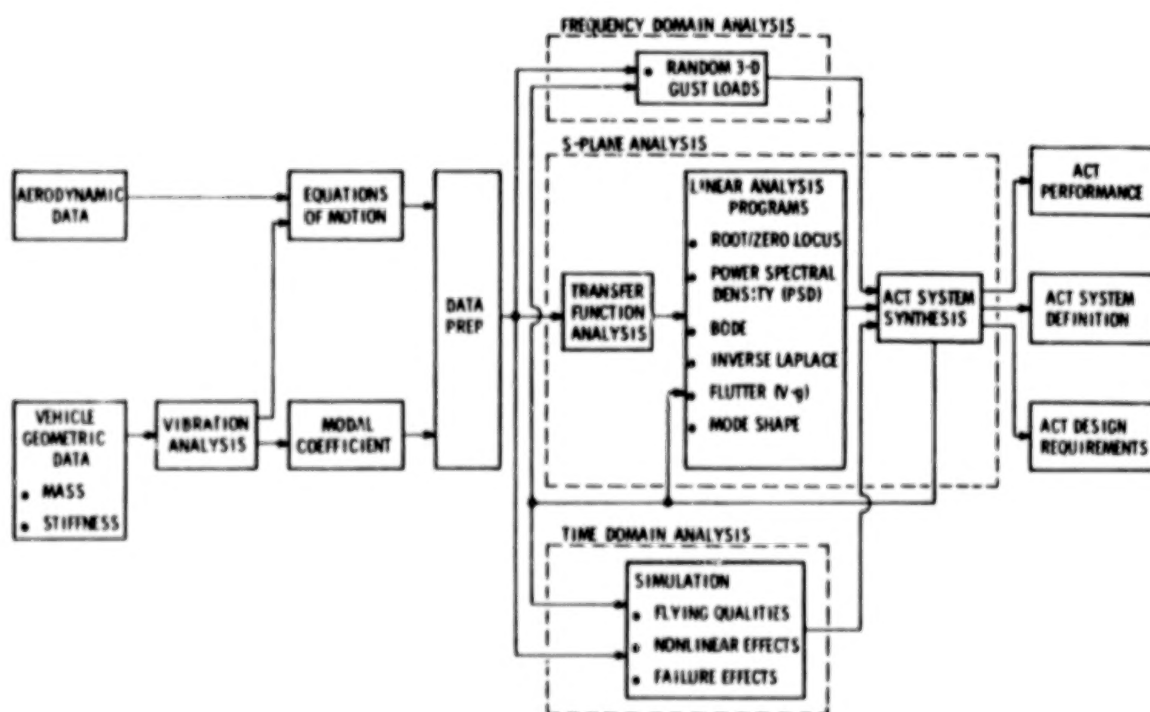 FREQUENCY DOMAIN ANALYSIS
• RANDOM 3-D
GUST LOADS
S-PLANE ANALYSIS
AERODYNAMIC
DATA
EQUATIONS
OF MOTION
DATA
PREP
TRANSFER
FUNCTION
ANALYSIS
LINEAR ANALYSIS
PROGRAMS
• ROOT/ZERO LOCUS
• POWER SPECTRAL
DENSITY (PSD)
• BODE
• INVERSE LAPLACE
• FLUTTER (V-g)
• MODE SHAPE
ACT SYSTEM
SYNTHESIS
ACT
PERFORMANCE
ACT SYSTEM
DEFINITION
ACT DESIGN
REQUIREMENTS
VEHICLE
GEOMETRIC
DATA
• MASS
• STIFFNESS
VIBRATION
ANALYSIS
MODAL
COEFFICIENT
TIME DOMAIN ANALYSIS
SIMULATION
• FLYING QUALITIES
• NONLINEAR EFFECTS
• FAILURE EFFECTS